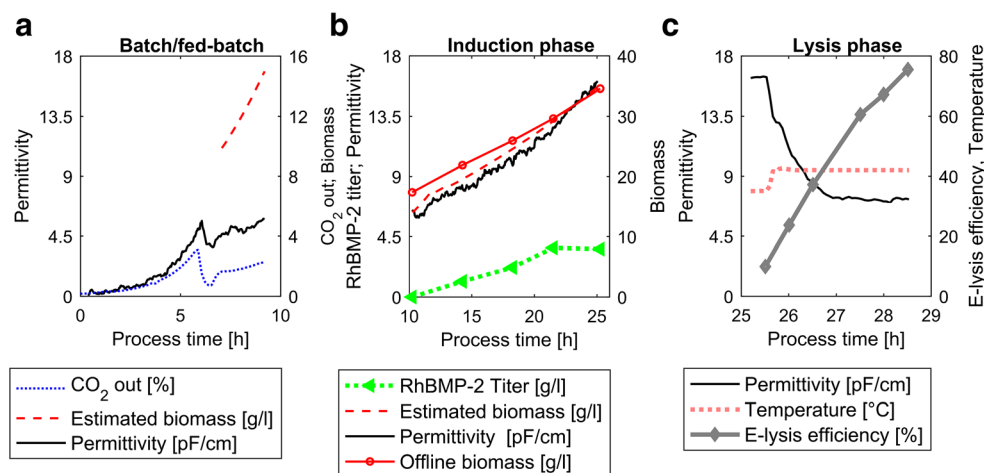 a
Batch/fed-batch
18
13.5
9
4.5
0
Permittivity
16
12
8
4
0
CO2 out; Biomass
0
5
10
Process time [h]
CO2 out [%]
Estimated biomass [g/l]
Permittivity [pF/cm]
b
Induction phase
18
13.5
9
4.5
0
RhBMP-2 titer; Permittivity
40
30
20
10
0
Biomass
10
15
20
25
Process time [h]
RhBMP-2 Titer [g/l]
Estimated biomass [g/l]
Permittivity [pF/cm]
Offline biomass [g/l]
c
Lysis phase
18
13.5
9
4.5
0
Permittivity
80
60
40
20
0
E-lysis efficiency, Temperature
25
26
27
28
29
Process time [h]
Permittivity [pF/cm]
Temperature [°C]
E-lysis efficiency [%]